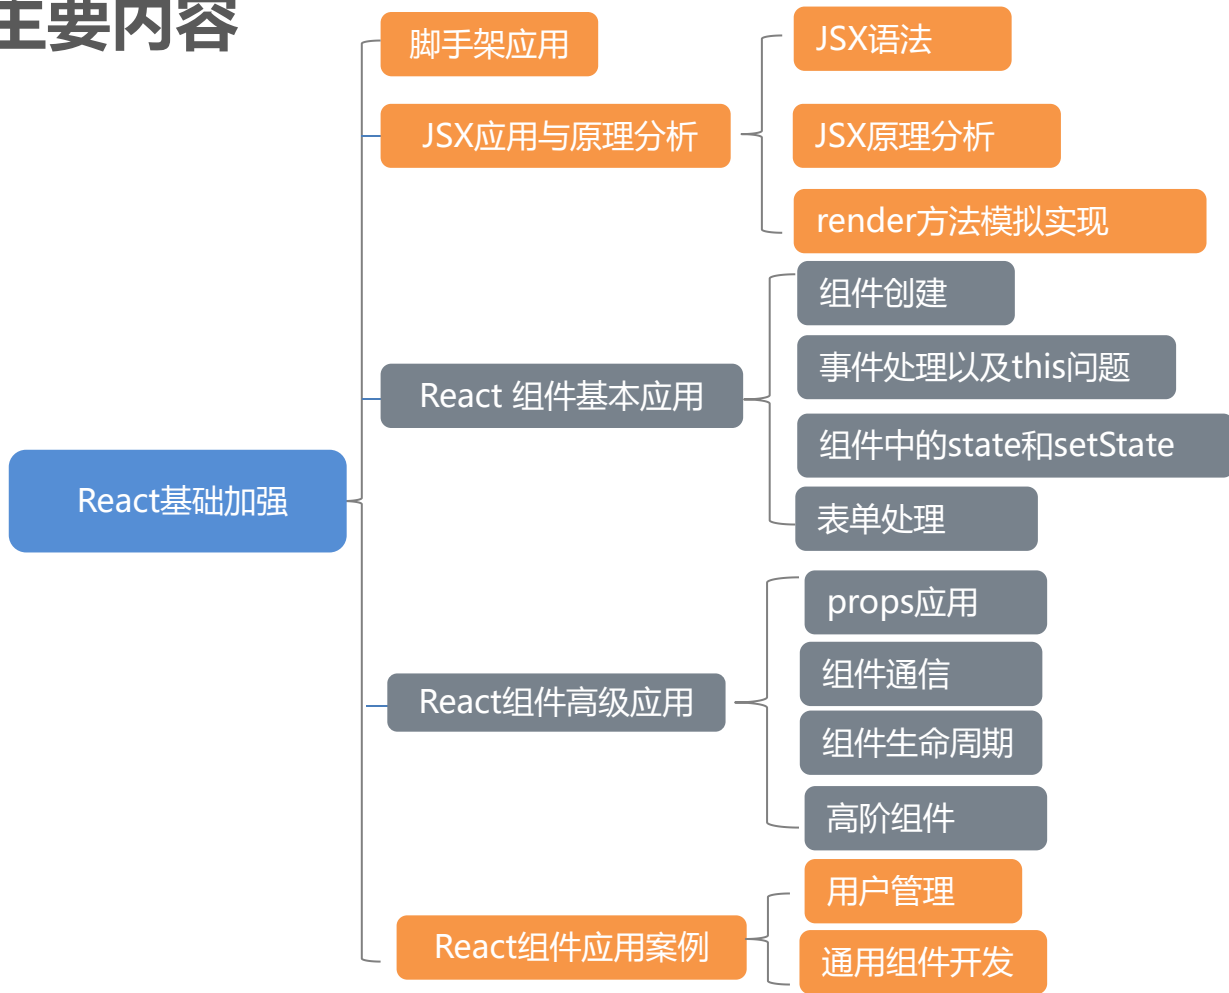 主要内容
脚手架应用
JSX应用与原理分析
JSX语法
JSX原理分析
render方法模拟实现
React基础加强
React 组件基本应用
组件创建
事件处理以及this问题
组件中的state和setState
表单处理
React组件高级应用
props应用
组件通信
组件生命周期
高阶组件
React组件应用案例
用户管理
通用组件开发